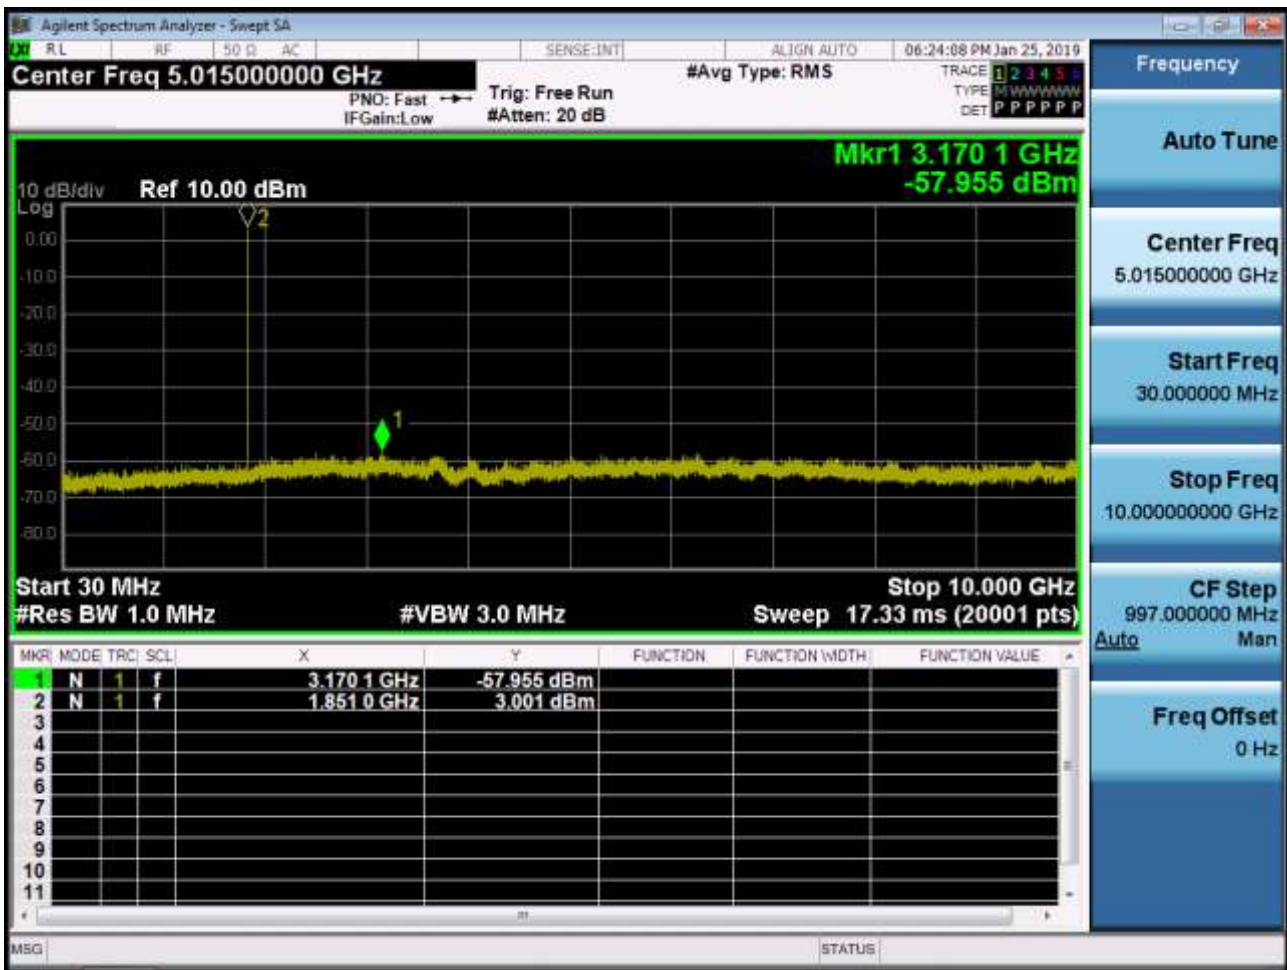 Agilent Spectrum Analyzer - Swept SA
LXI RL RF 50 Ω AC SENSE:INT ALIGN AUTO 06:24:08 PM Jan 25, 2019
Center Freq 5.015000000 GHz
#Avg Type: RMS
TRACE 1 2 3 4 5 6
PNO: Fast
Trig: Free Run
TYPE M W W W W W
IFGain:Low
#Atten: 20 dB
DET P P P P P P
Mkr1 3.170 1 GHz
-57.955 dBm
10 dB/div Ref 10.00 dBm
Log
2
0.00
-10.0
-20.0
-30.0
-40.0
1
-50.0
-60.0
-70.0
-80.0
Start 30 MHz Stop 10.000 GHz
#Res BW 1.0 MHz #VBW 3.0 MHz Sweep 17.33 ms (20001 pts)
MKR MODE TRC SCL X Y FUNCTION FUNCTION WIDTH FUNCTION VALUE
1 N 1 f 3.170 1 GHz -57.955 dBm
2 N 1 f 1.851 0 GHz 3.001 dBm
3
4
5
6
7
8
9
10
11
MSG STATUS
Frequency
Auto Tune
Center Freq
5.015000000 GHz
Start Freq
30.000000 MHz
Stop Freq
10.000000000 GHz
CF Step
997.000000 MHz
Auto Man
Freq Offset
0 Hz